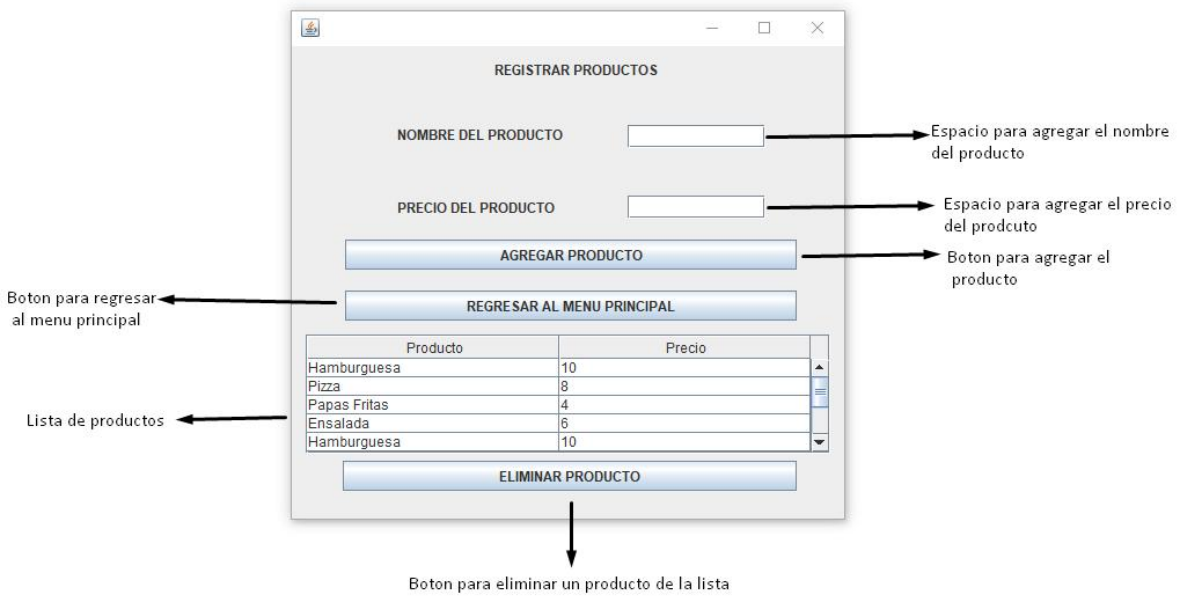 REGISTRAR PRODUCTOS
NOMBRE DEL PRODUCTO
Espacio para agregar el nombre
del producto
PRECIO DEL PRODUCTO
Espacio para agregar el precio
del prodcuto
AGREGAR PRODUCTO
Boton para agregar el
producto
Boton para regresar
al menu principal
REGRESAR AL MENU PRINCIPAL
Producto Precio
Hamburguesa 10
Pizza 8
Papas Fritas 4
Ensalada 6
Hamburguesa 10
Lista de productos
ELIMINAR PRODUCTO
Boton para eliminar un producto de la lista